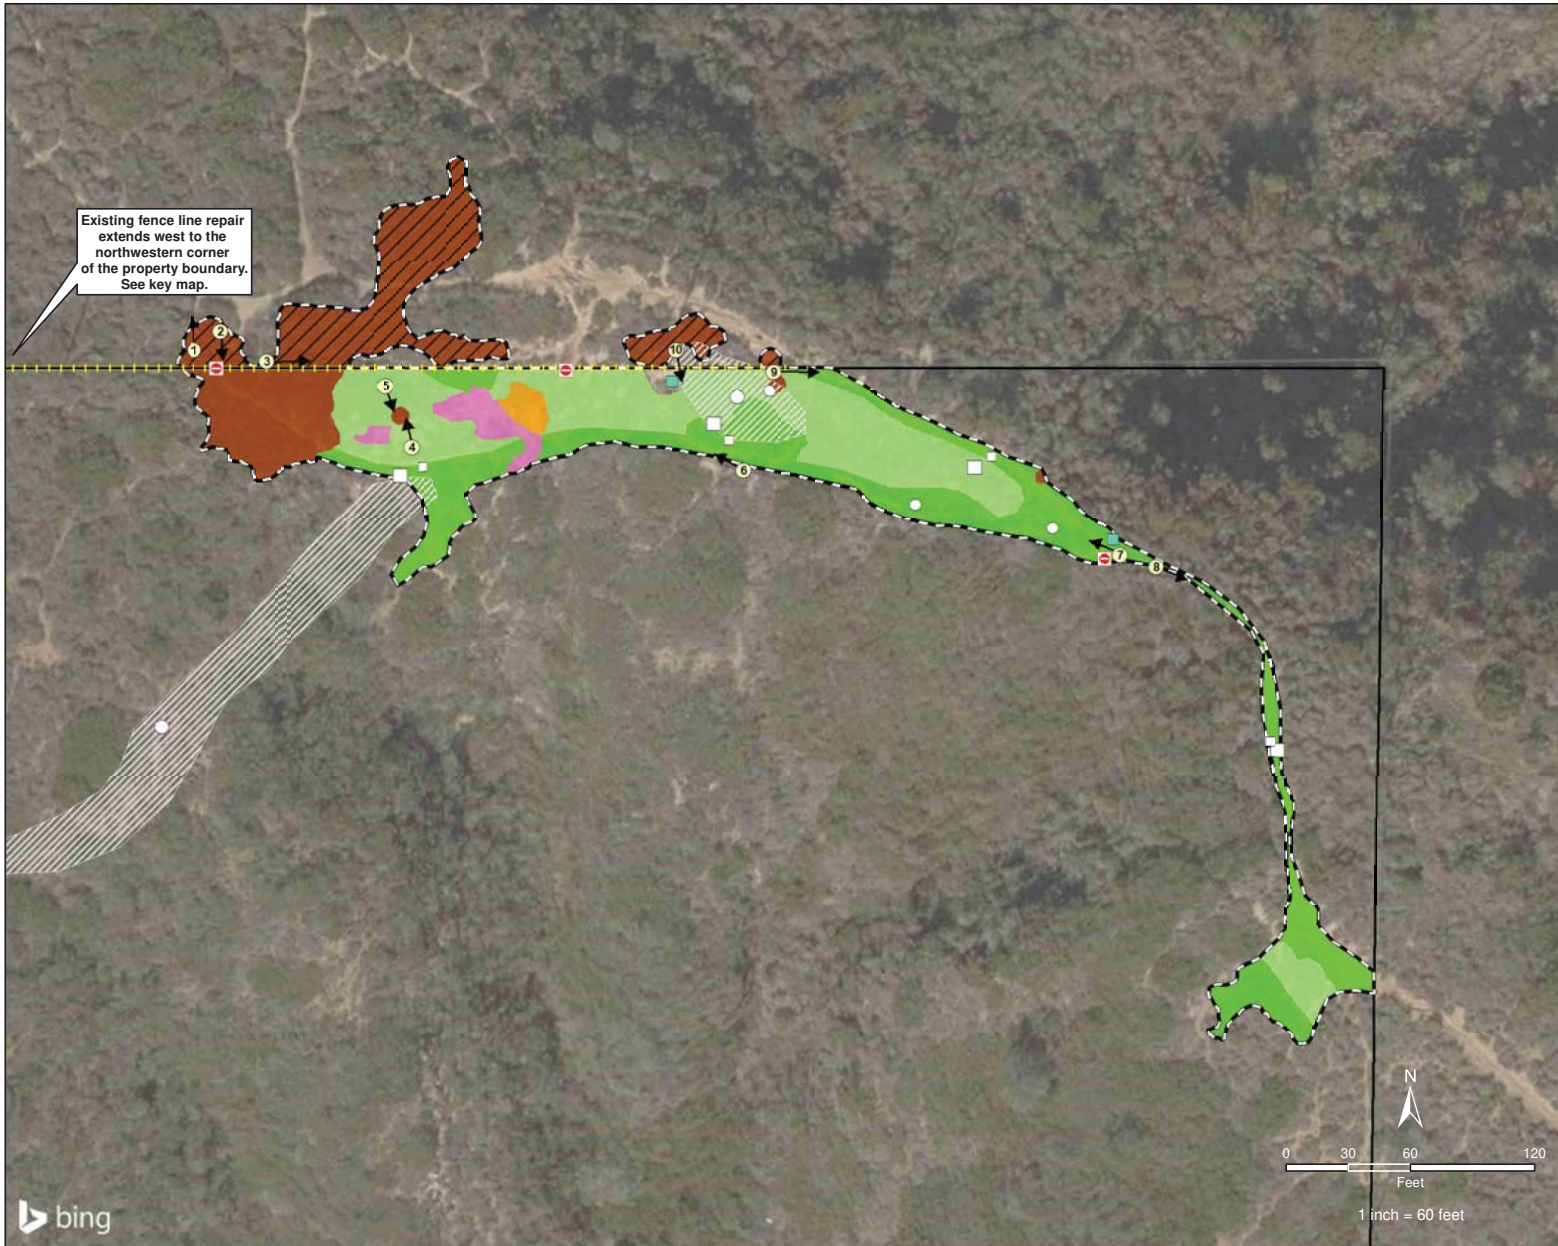 Existing fence line repair
extends west to the
northwestern corner
of the property boundary.
See key map.
1
2
3
5
4
10
9
6
7
8
N
0 30 60 120
Feet
1 inch = 60 feet
bing